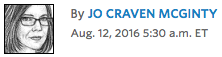 By JO CRAVEN MCGINTY
Aug. 12, 2016 5:30 a.m. ET